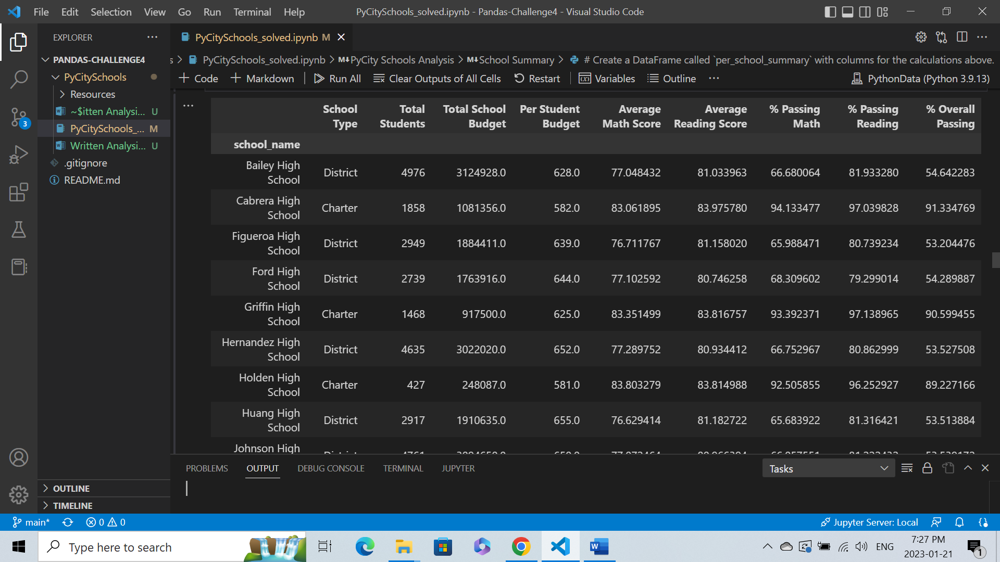 File Edit Selection View Go Run Terminal Help PyCitySchools_solved.ipynb - Pandas-Challenge4 - Visual Studio Code
EXPLORER
PyCitySchools_solved.ipynb M
PANDAS-CHALLENGE4
s > PyCitySchools_solved.ipynb > M↓PyCity Schools Analysis > M↓School Summary > # Create a DataFrame called `per_school_summary` with columns for the calculations above.
PyCitySchools
+ Code + Markdown Run All Clear Outputs of All Cells Restart Variables Outline ... PythonData (Python 3.9.13)
Resources
~$itten Analysi... U
PyCitySchools_... M
Written Analysi... U
.gitignore
README.md
3
School Total Total School Per Student Average Average % Passing % Passing % Overall
Type Students Budget Budget Math Score Reading Score Math Reading Passing
school_name
Bailey High School District 4976 3124928.0 628.0 77.048432 81.033963 66.680064 81.933280 54.642283
Cabrera High School Charter 1858 1081356.0 582.0 83.061895 83.975780 94.133477 97.039828 91.334769
Figueroa High School District 2949 1884411.0 639.0 76.711767 81.158020 65.988471 80.739234 53.204476
Ford High School District 2739 1763916.0 644.0 77.102592 80.746258 68.309602 79.299014 54.289887
Griffin High School Charter 1468 917500.0 625.0 83.351499 83.816757 93.392371 97.138965 90.599455
Hernandez High School District 4635 3022020.0 652.0 77.289752 80.934412 66.752967 80.862999 53.527508
Holden High School Charter 427 248087.0 581.0 83.803279 83.814988 92.505855 96.252927 89.227166
Huang High School District 2917 1910635.0 655.0 76.629414 81.182722 65.683922 81.316421 53.513884
Johnson High
PROBLEMS OUTPUT DEBUG CONSOLE TERMINAL JUPYTER Tasks
OUTLINE
TIMELINE
main* 0 0 Jupyter Server: Local
Type here to search ENG 7:27 PM
2023-01-21
1